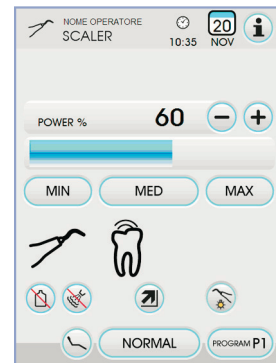 NOME OPERATORE
SCALER
10:35
20
NOV
i
POWER % 60 − +
MIN MED MAX
NORMAL PROGRAM P1